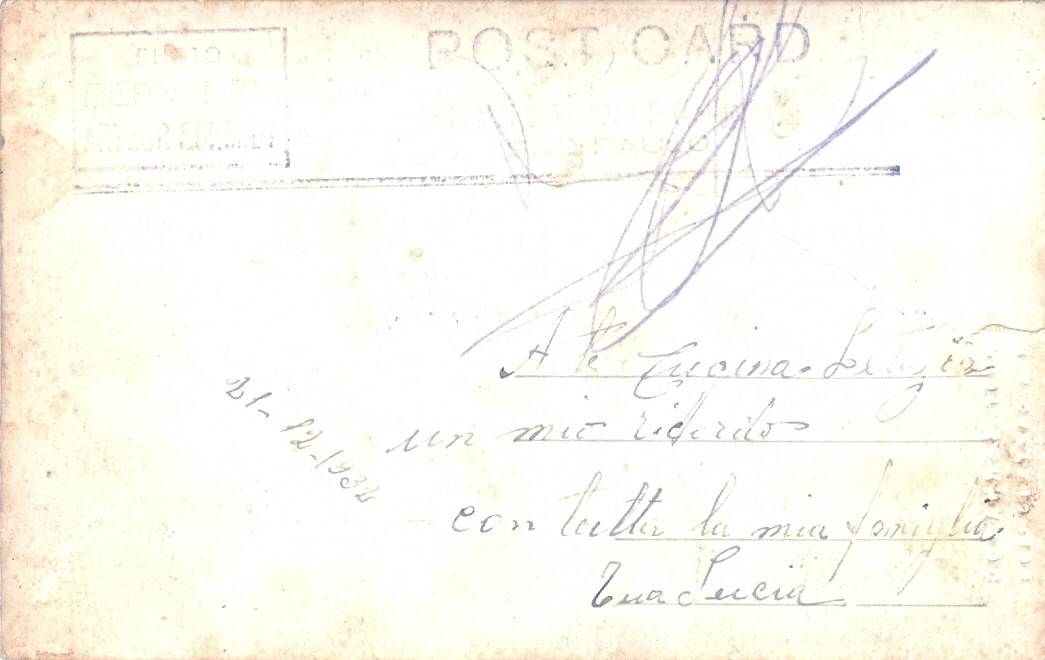 POST CARD
A te Cugina Letizia
un mio ricordo
21-12-1932
con tutta la mia famiglia
Tua Lucia